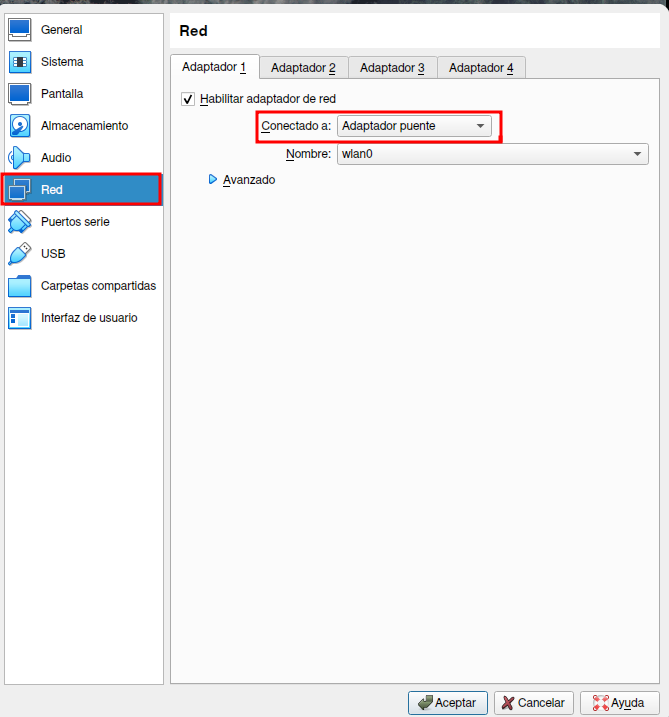 General
Sistema
Pantalla
Almacenamiento
Audio
Red
Puertos serie
USB
Carpetas compartidas
Interfaz de usuario
Red
Adaptador 1 Adaptador 2 Adaptador 3 Adaptador 4
Habilitar adaptador de red
Conectado a: Adaptador puente
Nombre: wlan0
Avanzado
Aceptar Cancelar Ayuda